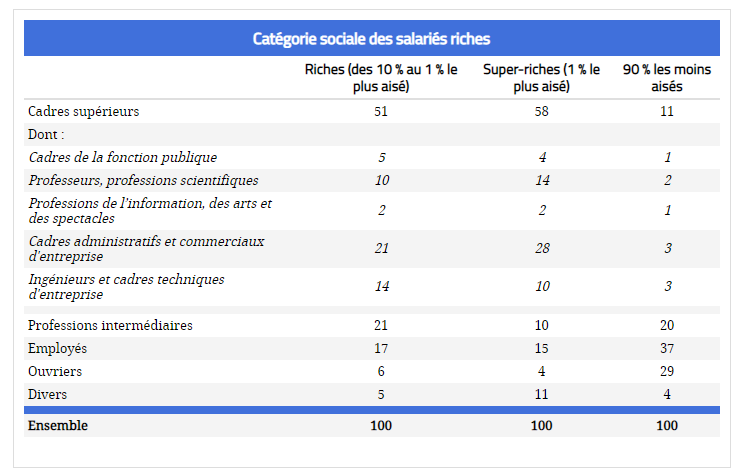 Catégorie sociale des salariés riches
Riches (des 10 % au 1 % le plus aisé) Super-riches (1 % le plus aisé) 90 % les moins aisés
Cadres supérieurs 51 58 11
Dont :
Cadres de la fonction publique 5 4 1
Professeurs, professions scientifiques 10 14 2
Professions de l'information, des arts et des spectacles 2 2 1
Cadres administratifs et commerciaux d'entreprise 21 28 3
Ingénieurs et cadres techniques d'entreprise 14 10 3
Professions intermédiaires 21 10 20
Employés 17 15 37
Ouvriers 6 4 29
Divers 5 11 4
Ensemble 100 100 100